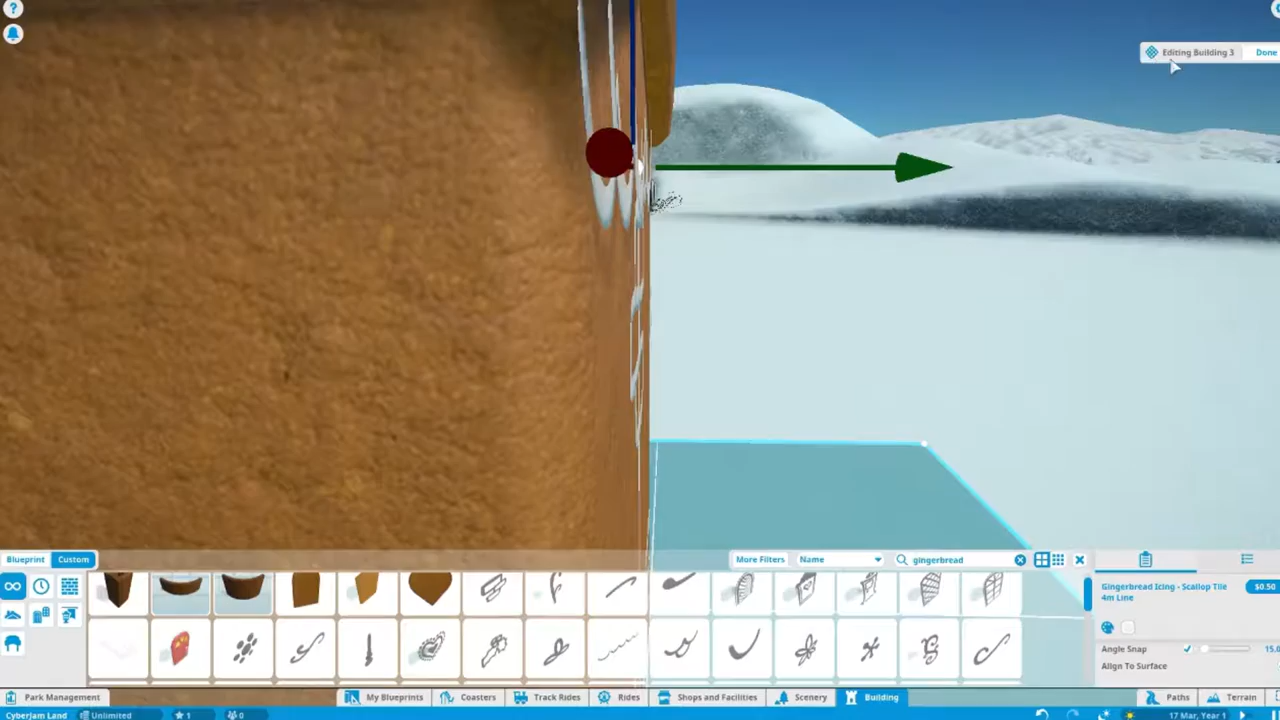 ?
Editing Building 3 Done
Blueprint Custom More Filters Name gingerbread
Gingerbread Icing - Scallop Tile
4m Line
$0.50
Angle Snap 15.0
Align To Surface
Park Management My Blueprints Coasters Track Rides Rides Shops and Facilities Scenery Building Paths Terrain
CyberJam Land Unlimited 1 0 17 Mar, Year 1